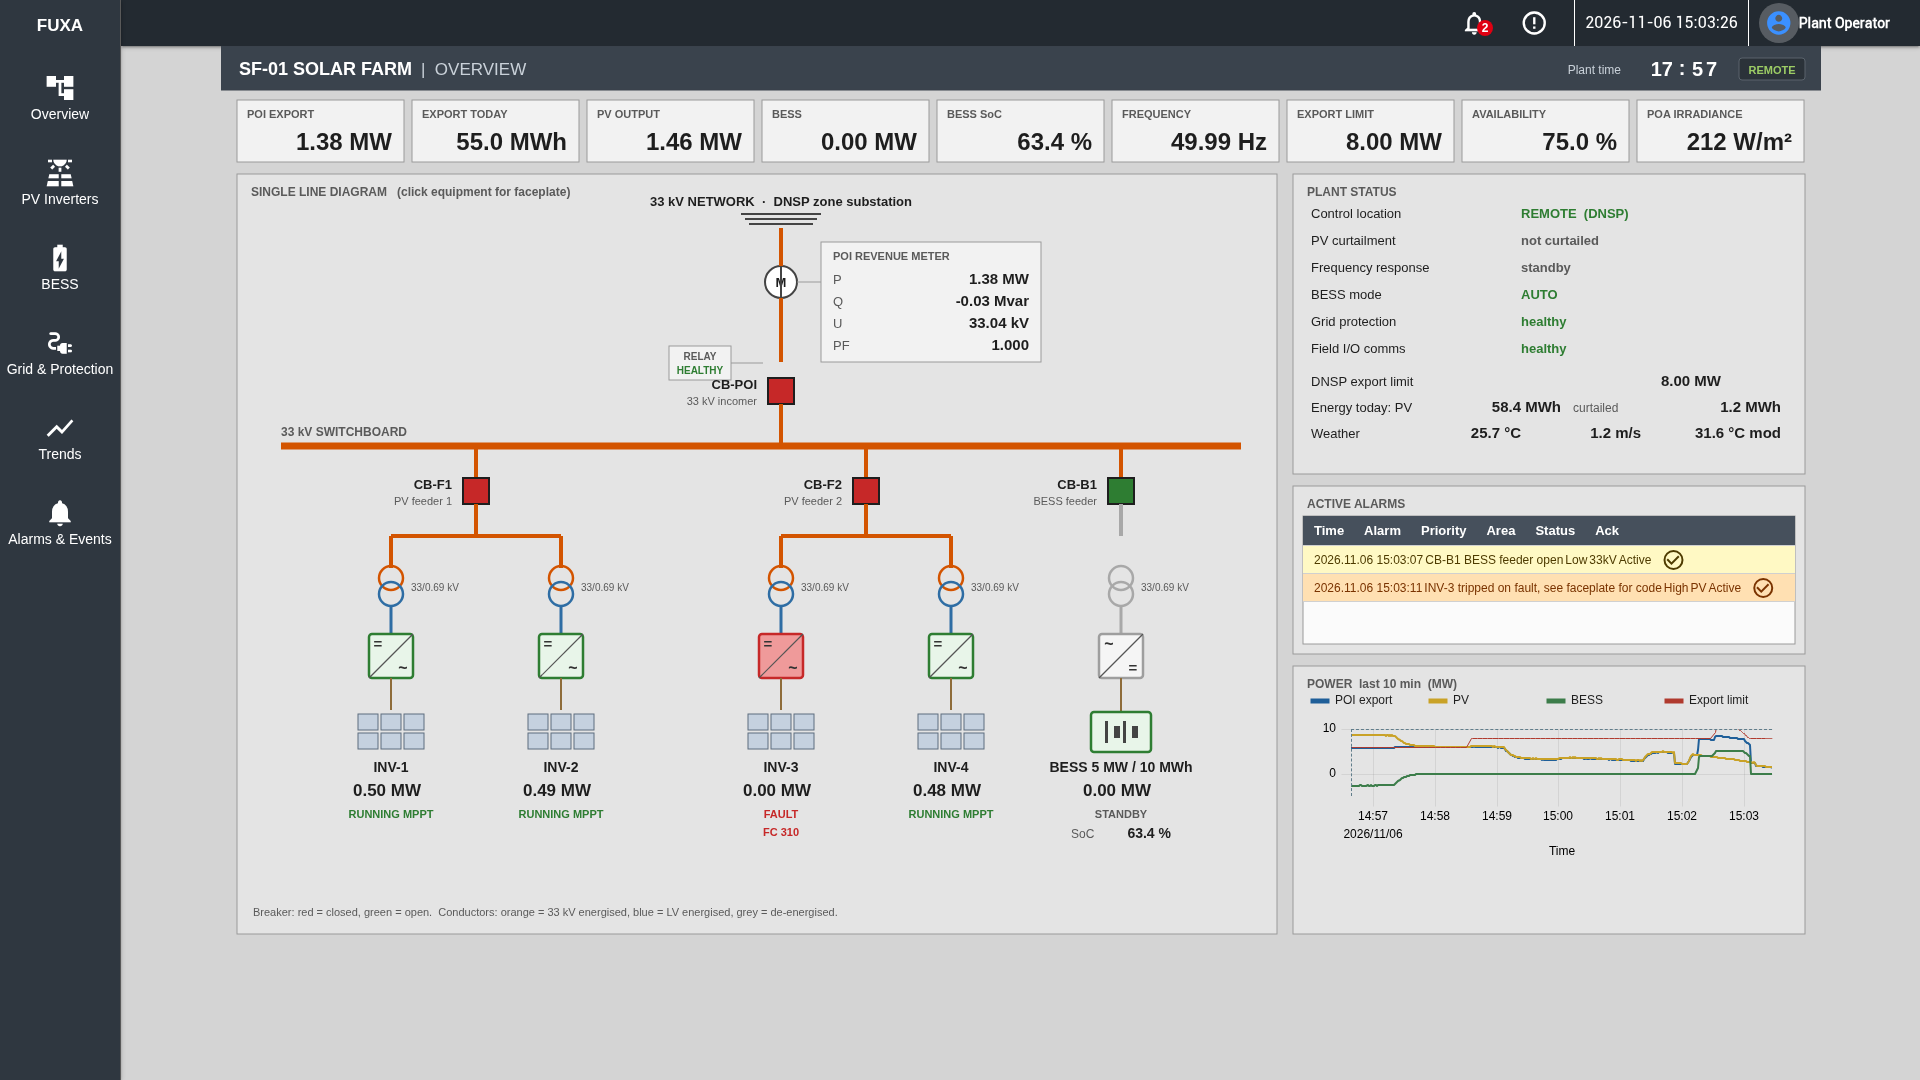 FUXA
2
2026-11-06 15:03:26
Plant Operator
Overview
PV Inverters
BESS
Grid & Protection
Trends
Alarms & Events
SF-01 SOLAR FARM | OVERVIEW
Plant time 17 : 57 REMOTE
POI EXPORT
1.38 MW
EXPORT TODAY
55.0 MWh
PV OUTPUT
1.46 MW
BESS
0.00 MW
BESS SoC
63.4 %
FREQUENCY
49.99 Hz
EXPORT LIMIT
8.00 MW
AVAILABILITY
75.0 %
POA IRRADIANCE
212 W/m²
SINGLE LINE DIAGRAM (click equipment for faceplate)
33 kV NETWORK · DNSP zone substation
M
POI REVENUE METER
P 1.38 MW
Q -0.03 Mvar
U 33.04 kV
PF 1.000
RELAY
HEALTHY
CB-POI
33 kV incomer
33 kV SWITCHBOARD
CB-F1
PV feeder 1
CB-F2
PV feeder 2
CB-B1
BESS feeder
33/0.69 kV
33/0.69 kV
33/0.69 kV
33/0.69 kV
33/0.69 kV
= ~
= ~
= ~
= ~
~ =
INV-1
0.50 MW
RUNNING MPPT
INV-2
0.49 MW
RUNNING MPPT
INV-3
0.00 MW
FAULT
FC 310
INV-4
0.48 MW
RUNNING MPPT
BESS 5 MW / 10 MWh
0.00 MW
STANDBY
SoC 63.4 %
Breaker: red = closed, green = open. Conductors: orange = 33 kV energised, blue = LV energised, grey = de-energised.
PLANT STATUS
Control location REMOTE (DNSP)
PV curtailment not curtailed
Frequency response standby
BESS mode AUTO
Grid protection healthy
Field I/O comms healthy
DNSP export limit 8.00 MW
Energy today: PV 58.4 MWh curtailed 1.2 MWh
Weather 25.7 °C 1.2 m/s 31.6 °C mod
ACTIVE ALARMS
Time Alarm Priority Area Status Ack
2026.11.06 15:03:07 CB-B1 BESS feeder open Low 33kV Active
2026.11.06 15:03:11 INV-3 tripped on fault, see faceplate for code High PV Active
POWER last 10 min (MW)
POI export PV BESS Export limit
10
0
14:57 14:58 14:59 15:00 15:01 15:02 15:03
2026/11/06
Time